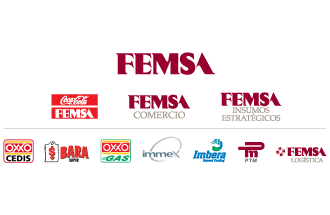 FEMSA
Coca-Cola
FEMSA
FEMSA
COMERCIO
FEMSA
INSUMOS
ESTRATÉGICOS
OXXO
CEDIS
$
BARA
SUPER
OXXO
GAS
immex
Imbera
PTM
FEMSA
LOGÍSTICA